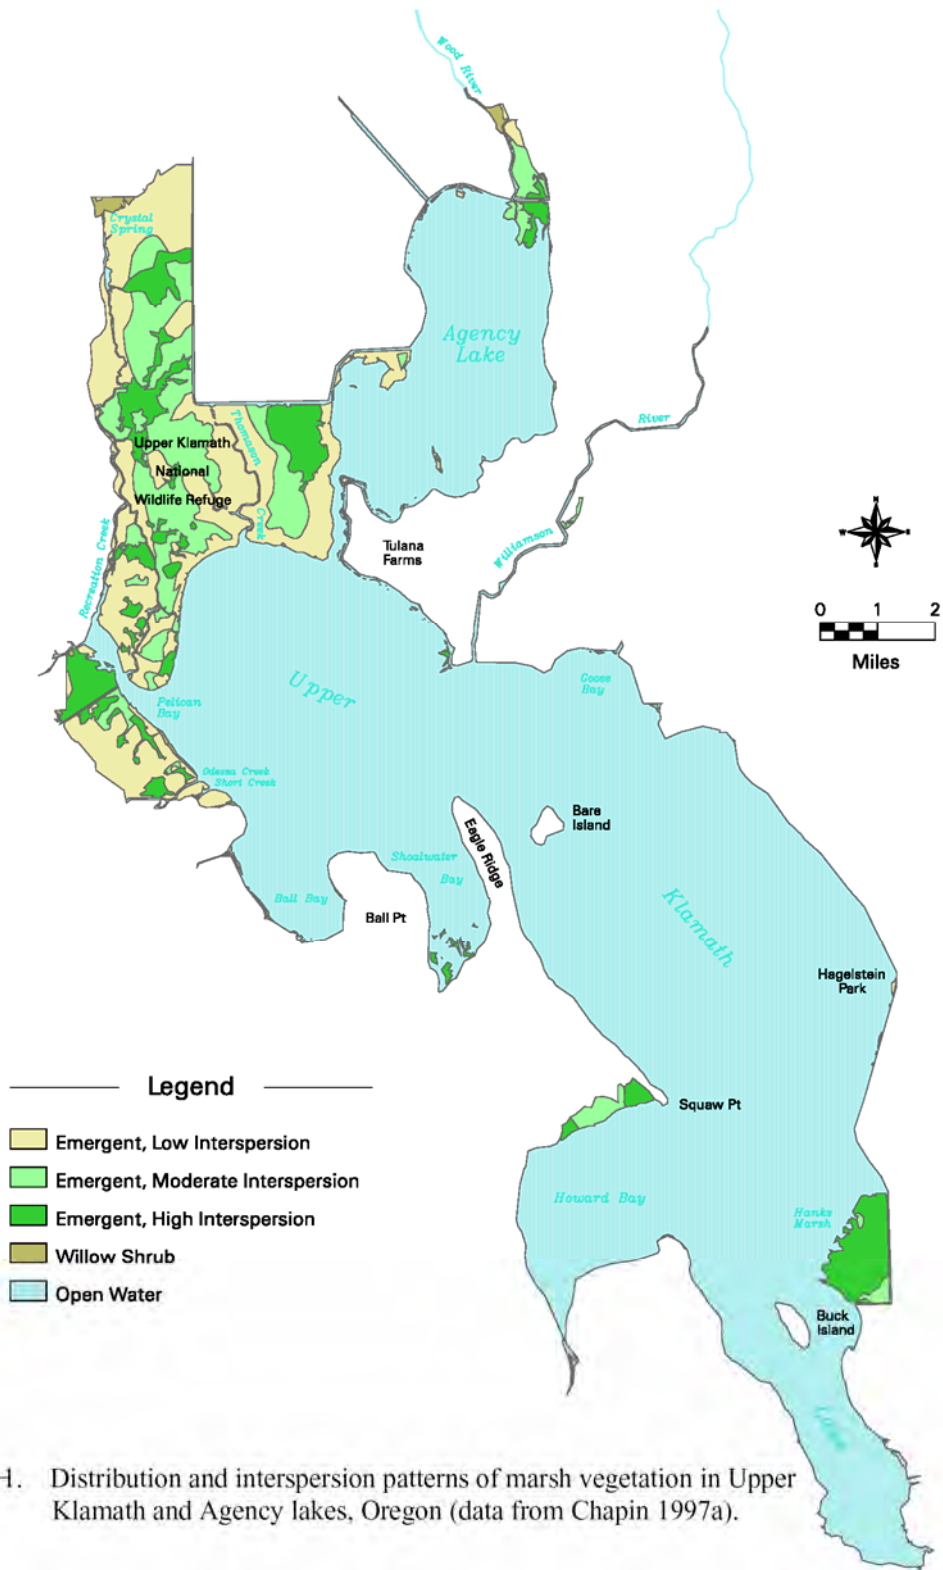 Wood River
Crystal
Spring
Agency
Lake
Thomason
Creek
Upper Klamath
National
Wildlife Refuge
River
Williamson
Recreation Creek
Tulana
Farms
N
W
E
S
0 1 2
Miles
Upper
Goose
Bay
Pelican
Bay
Odessa Creek
Short Creek
Bare
Island
Eagle Ridge
Shoalwater
Bay
Ball Bay
Ball Pt
Klamath
Hagelstein
Park
Squaw Pt
Howard Bay
Hanks
Marsh
Buck
Island
Lake
Legend
Emergent, Low Interspersion
Emergent, Moderate Interspersion
Emergent, High Interspersion
Willow Shrub
Open Water
1. Distribution and interspersion patterns of marsh vegetation in Upper
Klamath and Agency lakes, Oregon (data from Chapin 1997a).